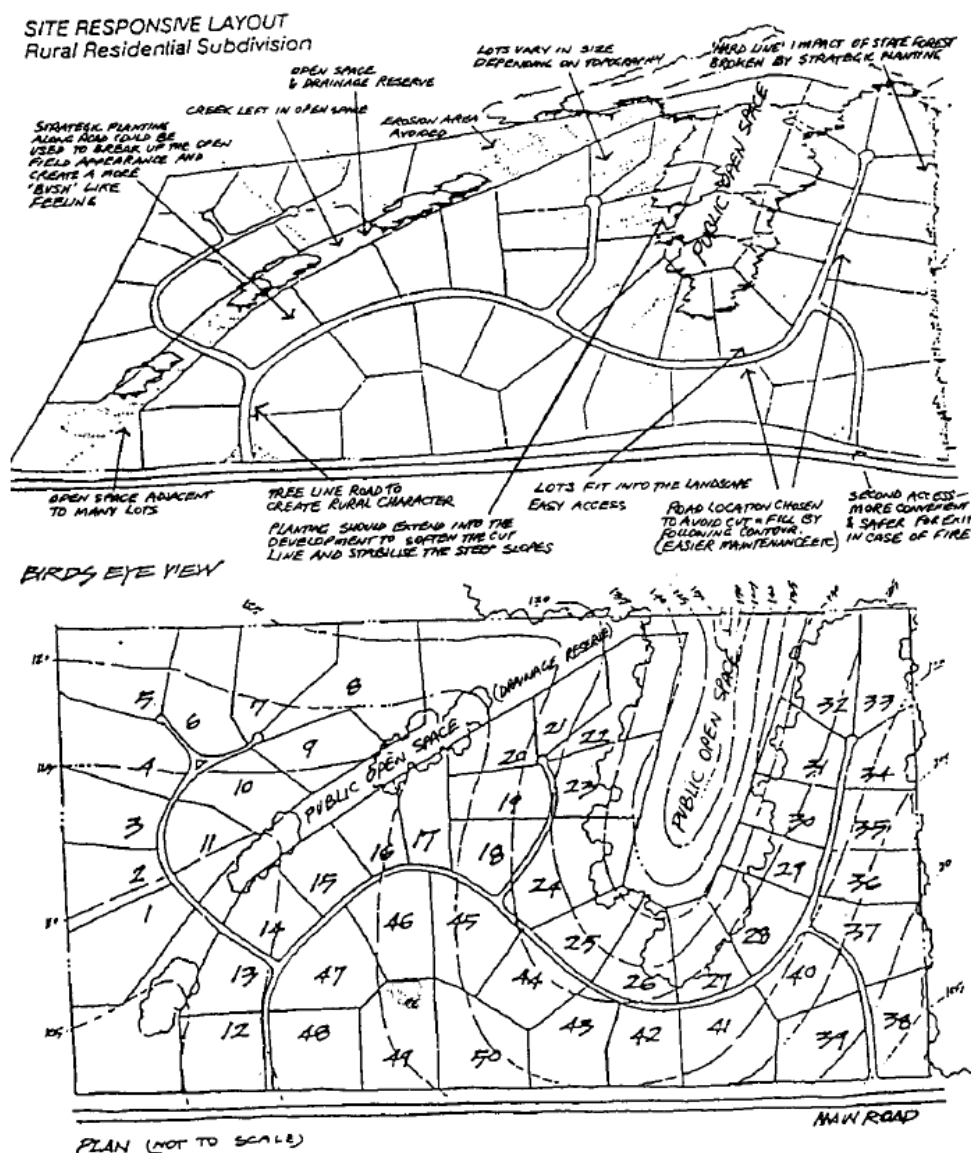 SITE RESPONSIVE LAYOUT
Rural Residential Subdivision
OPEN SPACE
& DRAINAGE RESERVE
LOTS VARY IN SIZE
DEPENDING ON TOPOGRAPHY
'HARD LINE' IMPACT OF STATE FOREST
BROKEN BY STRATEGIC PLANTING
CREEK LEFT IN OPEN SPACE
EROSION AREA
AVOIDED
STRATEGIC PLANTING
ALONG ROAD COULD BE
USED TO BREAK UP THE OPEN
FIELD APPEARANCE AND
CREATE A MORE
'BUSH' LIKE
FEELING
PUBLIC OPEN SPACE
OPEN SPACE ADJACENT
TO MANY LOTS
TREE LINE ROAD TO
CREATE RURAL CHARACTER
PLANTING SHOULD EXTEND INTO THE
DEVELOPMENT TO SOFTEN THE CUT
LINE AND STABILISE THE STEEP SLOPES
LOTS FIT INTO THE LANDSCAPE
EASY ACCESS
ROAD LOCATION CHOSEN
TO AVOID CUT & FILL BY
FOLLOWING CONTOUR.
(EASIER MAINTENANCE ETC)
SECOND ACCESS—
MORE CONVENIENT
& SAFER FOR EXIT
IN CASE OF FIRE
BIRDS EYE VIEW
130
120
5
6
7
8
(DRAINAGE RESERVE)
PUBLIC OPEN SPACE
PUBLIC OPEN SPACE
32
33
4
9
10
20
21
22
31
34
3
11
19
23
30
35
2
1
15
16
17
18
24
29
36
14
46
45
25
28
37
13
47
44
26
27
40
12
48
49
50
43
42
41
39
38
105
MAIN ROAD
PLAN (NOT TO SCALE)